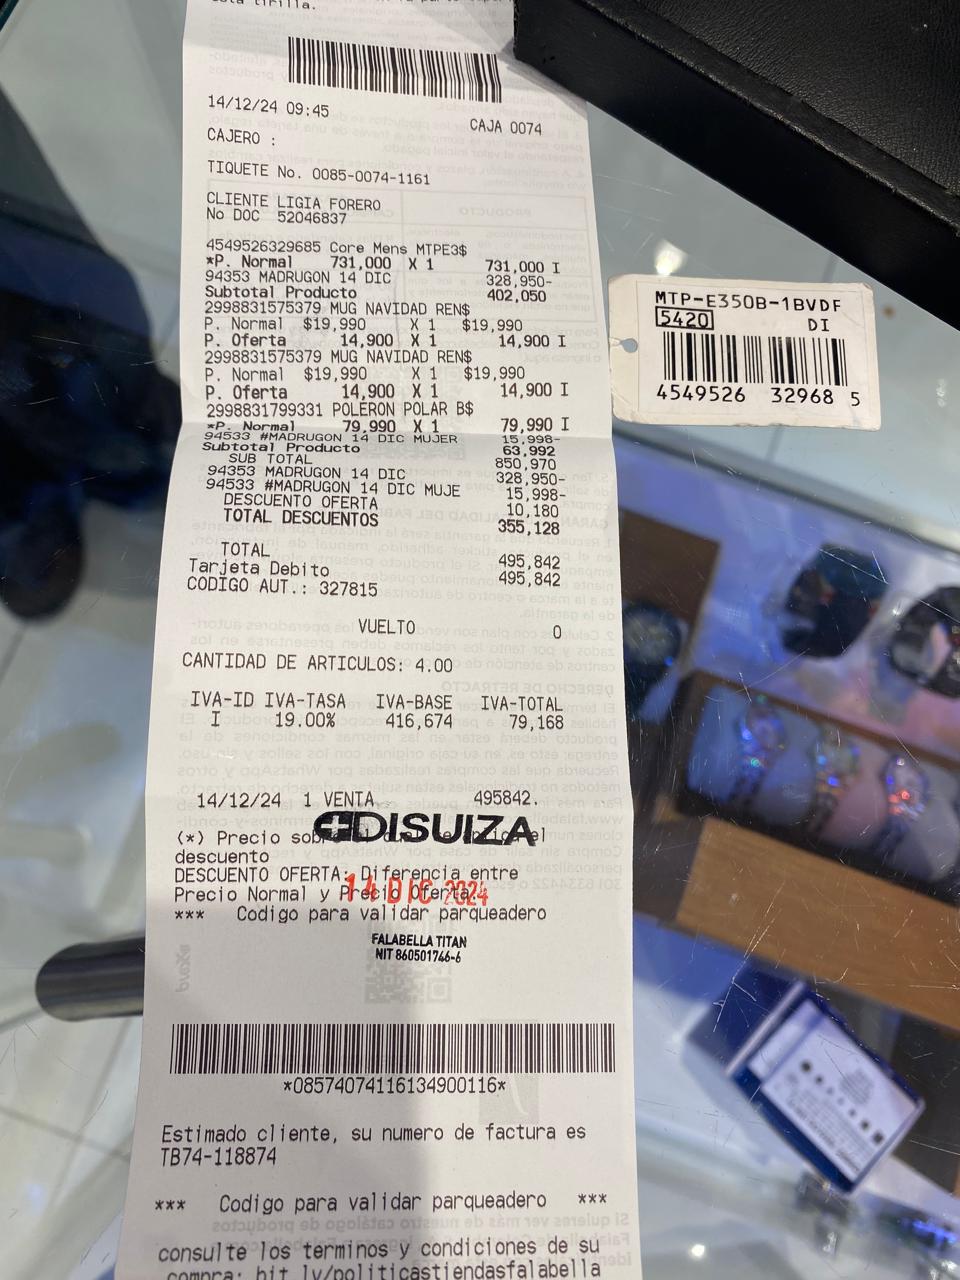 esta tirilla.
14/12/24 09:45 CAJA 0074
CAJERO :
TIQUETE No. 0085-0074-1161
CLIENTE LIGIA FORERO
No DOC 52046837
4549526329685 Core Mens MTPE3$
*P. Normal 731,000 X 1 731,000 I
94353 MADRUGON 14 DIC 328,950-
Subtotal Producto 402,050
2998831575379 MUG NAVIDAD REN$
P. Normal $19,990 X 1 $19,990
P. Oferta 14,900 X 1 14,900 I
2998831575379 MUG NAVIDAD REN$
P. Normal $19,990 X 1 $19,990
P. Oferta 14,900 X 1 14,900 I
2998831799331 POLERON POLAR B$
*P. Normal 79,990 X 1 79,990 I
94533 #MADRUGON 14 DIC MUJER 15,998-
Subtotal Producto 63,992
SUB TOTAL 850,970
94353 MADRUGON 14 DIC 328,950-
94533 #MADRUGON 14 DIC MUJE 15,998-
DESCUENTO OFERTA 10,180
TOTAL DESCUENTOS 355,128
TOTAL 495,842
Tarjeta Debito 495,842
CODIGO AUT.: 327815
VUELTO 0
CANTIDAD DE ARTICULOS: 4.00
IVA-ID IVA-TASA IVA-BASE IVA-TOTAL
I 19.00% 416,674 79,168
14/12/24 1 VENTA 495842.
DISUIZA
(*) Precio el
descuento
DESCUENTO OFERTA: Diferencia entre
Precio Normal y Precio Oferta.
14 DIC 2024
*** Codigo para validar parqueadero
FALABELLA TITAN
NIT 860501746-6
*08574074116134900116*
Estimado cliente, su numero de factura es
TB74-118874
*** Codigo para validar parqueadero ***
consulte los terminos y condiciones de su
compra: bit.ly/politicastiendasfalabella
MTP-E350B-1BVDF
5420 DI
4549526 32968 5